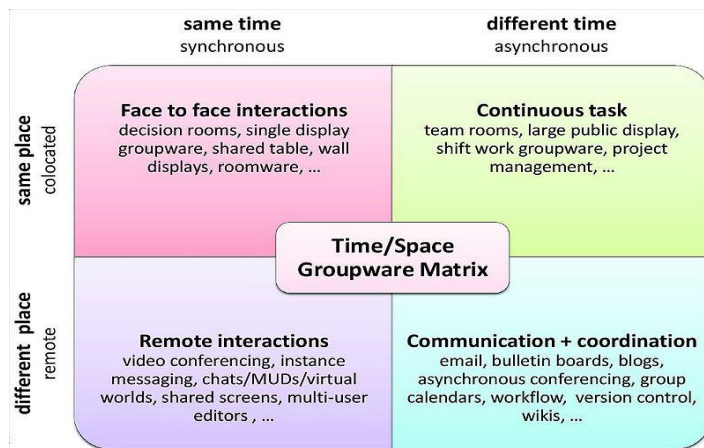 same time
synchronous
different time
asynchronous
same place
colocated
Face to face interactions
decision rooms, single display
groupware, shared table, wall
displays, roomware, ...
Continuous task
team rooms, large public display,
shift work groupware, project
management, ...
Time/Space
Groupware Matrix
different place
remote
Remote interactions
video conferencing, instance
messaging, chats/MUDs/virtual
worlds, shared screens, multi-user
editors , ...
Communication + coordination
email, bulletin boards, blogs,
asynchronous conferencing, group
calendars, workflow, version control,
wikis, ...